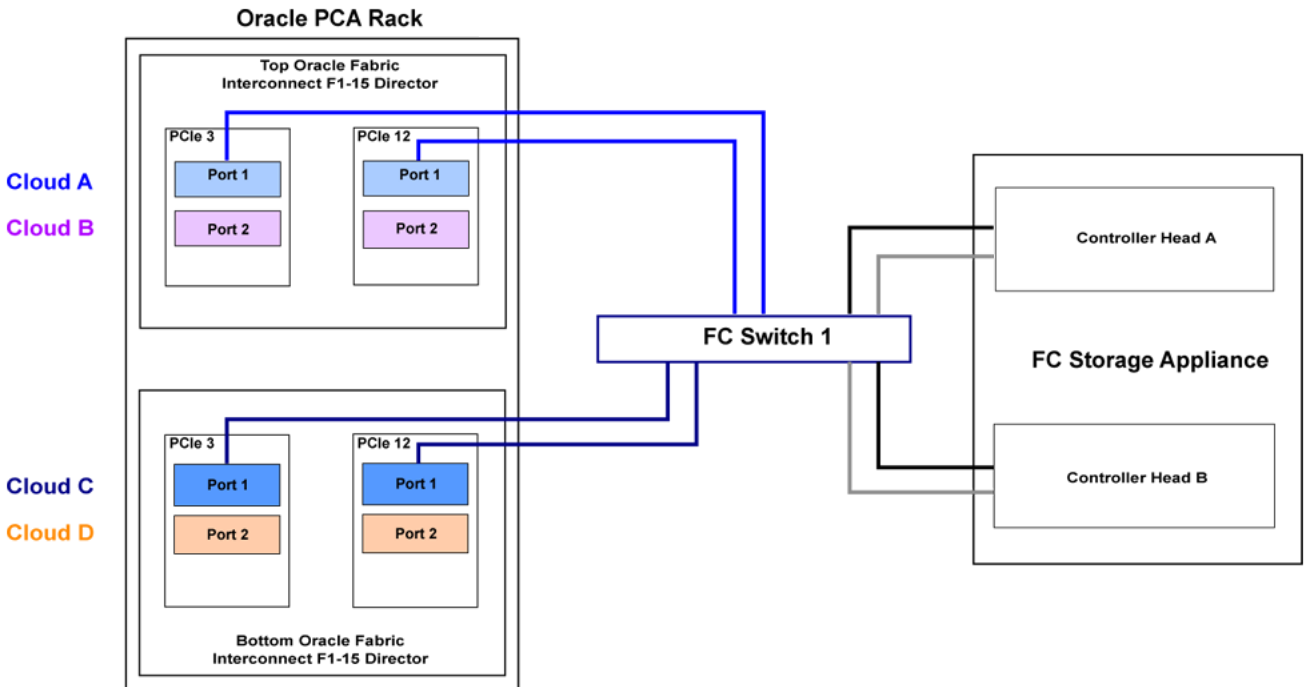 Oracle PCA Rack
Top Oracle Fabric
Interconnect F1-15 Director
PCIe 3
PCIe 12
Port 1
Port 1
Cloud A
Port 2
Port 2
Cloud B
Controller Head A
FC Switch 1
FC Storage Appliance
PCIe 3
PCIe 12
Port 1
Port 1
Cloud C
Controller Head B
Port 2
Port 2
Cloud D
Bottom Oracle Fabric
Interconnect F1-15 Director